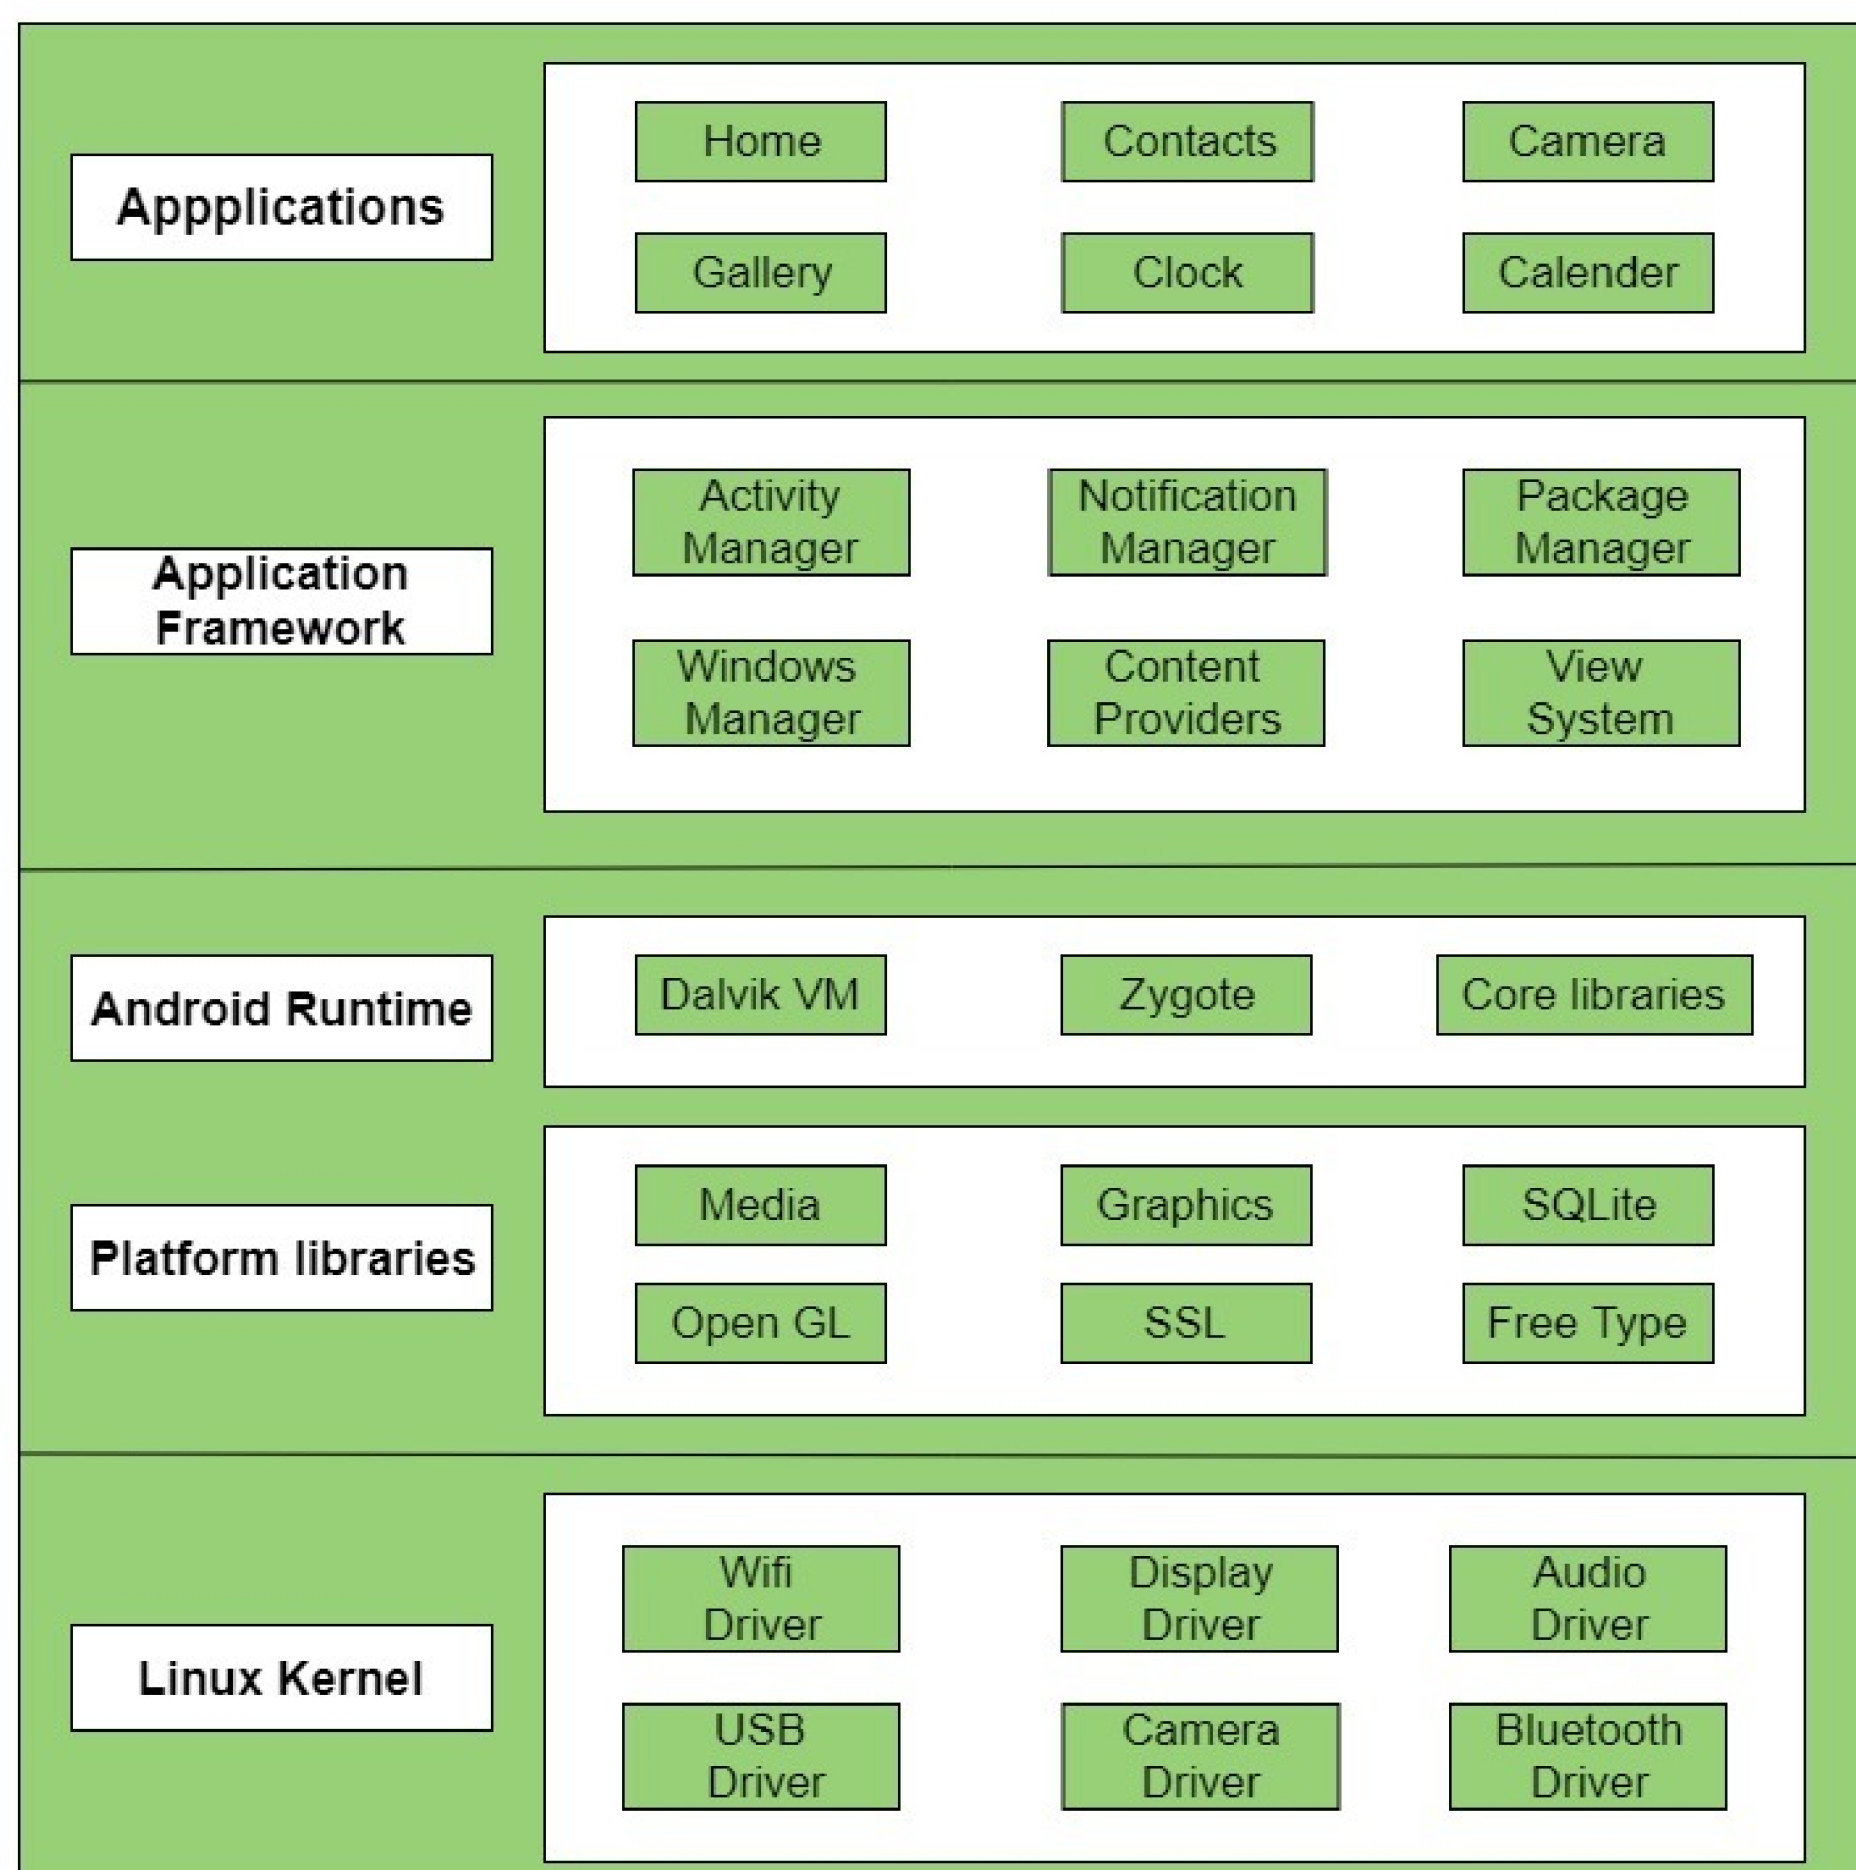 Appplications
Home
Contacts
Camera
Gallery
Clock
Calender
Application
Framework
Activity
Manager
Notification
Manager
Package
Manager
Windows
Manager
Content
Providers
View
System
Android Runtime
Dalvik VM
Zygote
Core libraries
Platform libraries
Media
Graphics
SQLite
Open GL
SSL
Free Type
Linux Kernel
Wifi
Driver
Display
Driver
Audio
Driver
USB
Driver
Camera
Driver
Bluetooth
Driver